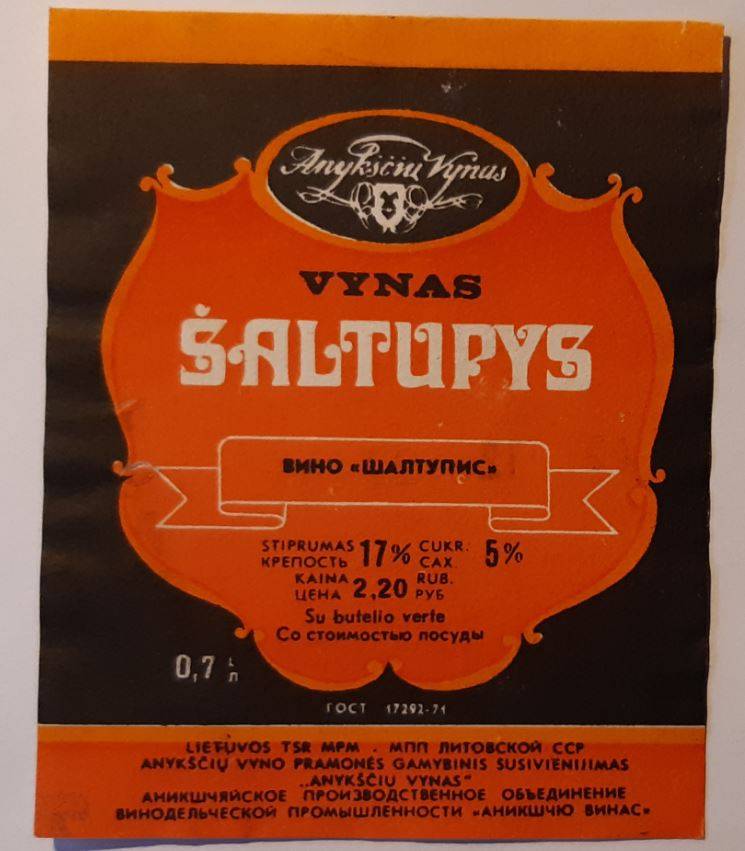 Anykščių Vynas
VYNAS
ŠALTUPYS
ВИНО «ШАЛТУПИС»
STIPRUMAS 17% CUKR. 5%
КРЕПОСТЬ САХ.
KAINA 2,20 RUB.
ЦЕНА РУБ
Su butelio verte
Со стоимостью посуды
0,7 L
л
ГОСТ 17292-71
LIETUVOS TSR MPM . МПП ЛИТОВСКОЙ ССР
ANYKŠČIŲ VYNO PRAMONĖS GAMYBINIS SUSIVIENIJIMAS
„ANYKŠČIŲ VYNAS"
АНИКШЧЯЙСКОЕ ПРОИЗВОДСТВЕННОЕ ОБЪЕДИНЕНИЕ
ВИНОДЕЛЬЧЕСКОЙ ПРОМЫШЛЕННОСТИ «АНИКШЧЮ ВИНАС»